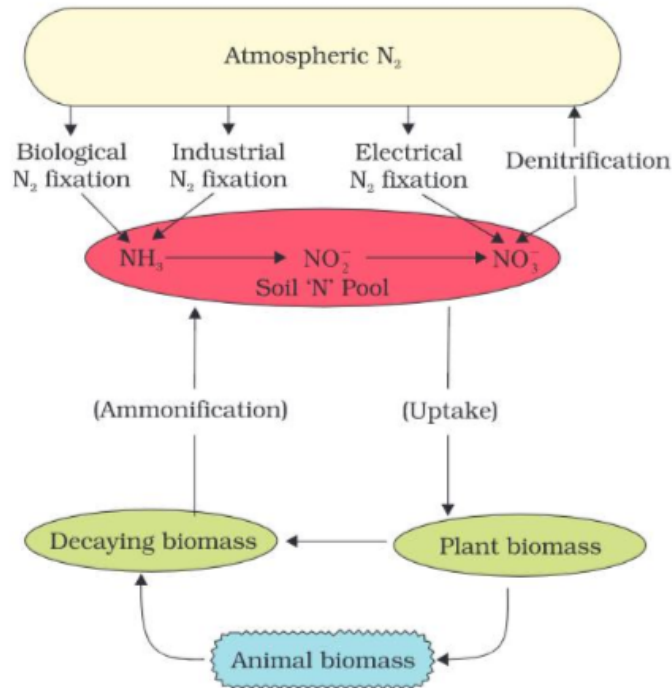 Atmospheric N₂
Biological
N₂ fixation
Industrial
N₂ fixation
Electrical
N₂ fixation
Denitrification
NH₃
NO₂⁻
NO₃⁻
Soil ‘N’ Pool
(Ammonification)
(Uptake)
Decaying biomass
Plant biomass
Animal biomass